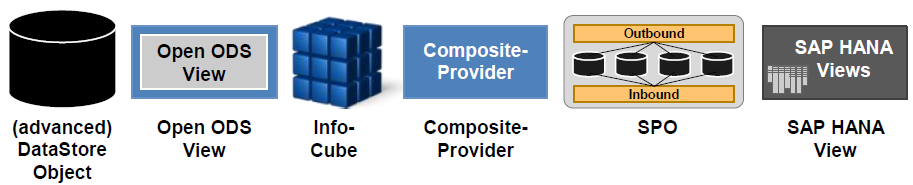 Open ODS
View
Composite-
Provider
Outbound
Inbound
SAP HANA
Views
(advanced)
DataStore
Object
Open ODS
View
Info-
Cube
Composite-
Provider
SPO
SAP HANA
View